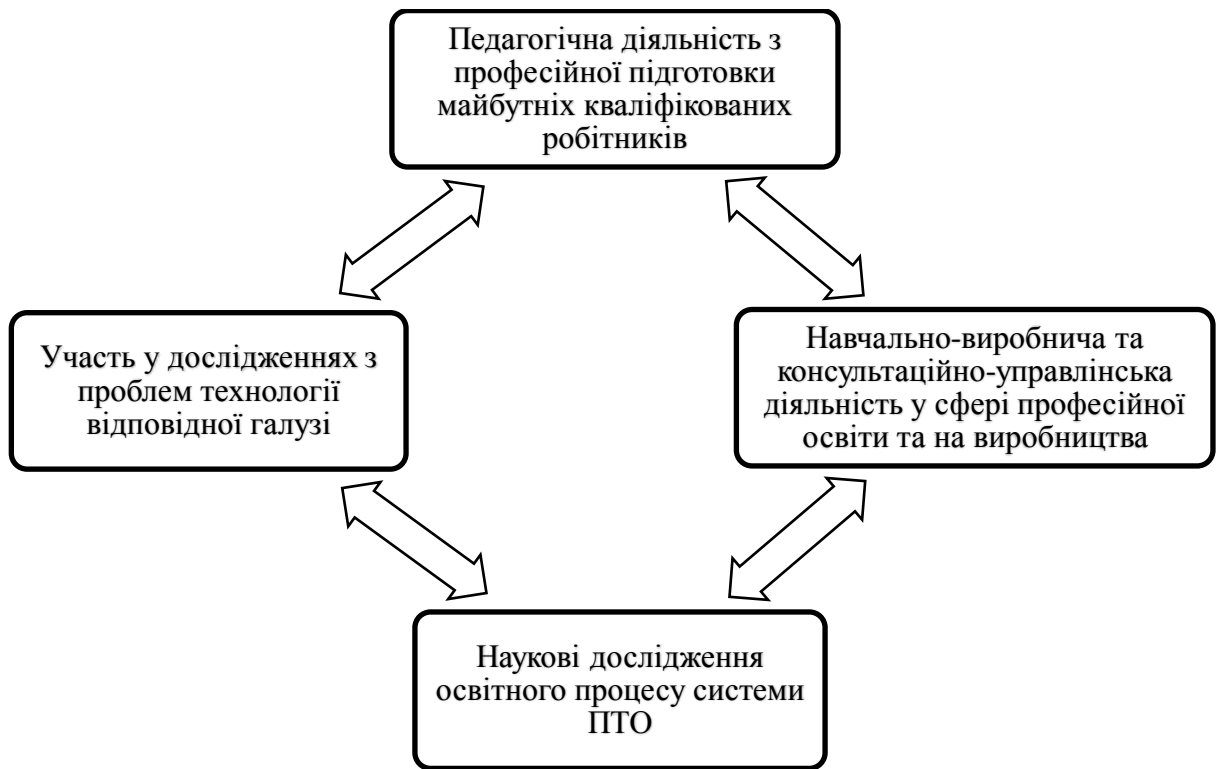 Педагогічна діяльність з
професійної підготовки
майбутніх кваліфікованих
робітників
Участь у дослідженнях з
проблем технології
відповідної галузі
Навчально-виробнича та
консультаційно-управлінська
діяльність у сфері професійної
освіти та на виробництва
Наукові дослідження
освітного процесу системи
ПТО